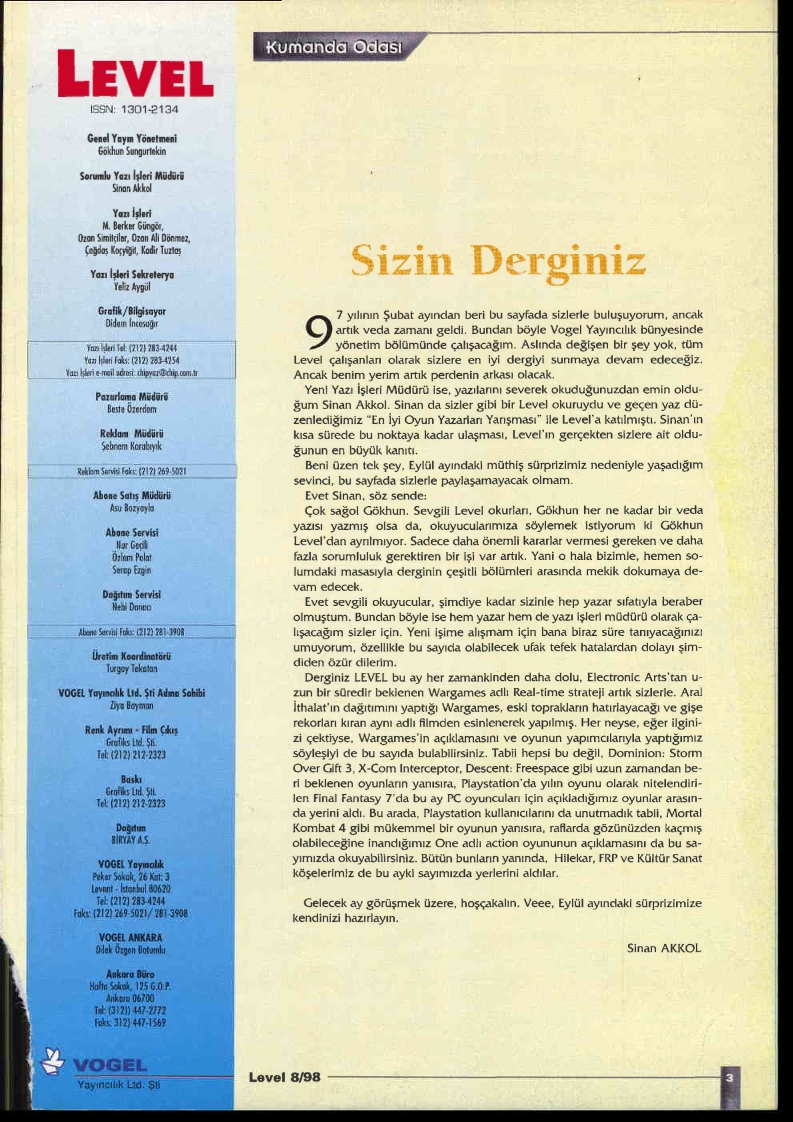 Kumanda Odası
LEVEL
ISSN: 1301-2134
Genel Yayın Yönetmeni
Gökhun Sungurtekin
Sorumlu Yazı İşleri Müdürü
Sinan Akkol
Yazı İşleri
M. Berker Güngör,
Ozan Simitçiler, Ozan Ali Dönmez,
Çağdaş Koçyiğit, Kadir Tuztaş
Yazı İşleri Sekreterya
Yeliz Aygül
Grafik/Bilgisayar
Didem İncesağır
Yazı İşleri Tel: (212) 283-4244
Yazı İşleri Faks: (212) 283-4254
Yazı İşleri e-mail adresi: chipyaz@chip.com.tr
Pazarlama Müdürü
Beste Özerdem
Reklam Müdürü
Şebnem Karabıyık
Reklam Servisi Faks: (212) 269-5021
Abone Satış Müdürü
Asu Bozyayla
Abone Servisi
Nur Geçili
Özlem Polat
Serap Ezgin
Dağıtım Servisi
Nebi Danacı
Abone Servisi Faks: (212) 281-3908
Üretim Koordinatörü
Turgay Tekatan
VOGEL Yayıncılık Ltd. Şti Adına Sahibi
Ziya Bayman
Renk Ayrımı - Film Çıkış
Grafiks Ltd. Şti.
Tel: (212) 212-2323
Baskı
Grafiks Ltd. Şti.
Tel: (212) 212-2323
Dağıtım
BİRYAY A.Ş.
VOGEL Yayıncılık
Peker Sokak, 26 Kat: 3
Levent - İstanbul 80620
Tel: (212) 283-4244
Faks: (212) 269-5021/ 281-3908
VOGEL ANKARA
Dilek Özgen Batumlu
Ankara Büro
Hafta Sokak, 125 G.O.P.
Ankara 06700
Tel: (312)) 447-2772
Faks: 312) 447-1569
VOGEL
Yayıncılık Ltd. Şti
Sizin Derginiz
97 yılının Şubat ayından beri bu sayfada sizlerle buluşuyorum, ancak
artık veda zamanı geldi. Bundan böyle Vogel Yayıncılık bünyesinde
yönetim bölümünde çalışacağım. Aslında değişen bir şey yok, tüm
Level çalışanları olarak sizlere en iyi dergiyi sunmaya devam edeceğiz.
Ancak benim yerim artık perdenin arkası olacak.
Yeni Yazı İşleri Müdürü ise, yazılarını severek okuduğunuzdan emin oldu-
ğum Sinan Akkol. Sinan da sizler gibi bir Level okuruydu ve geçen yaz dü-
zenlediğimiz "En İyi Oyun Yazarları Yarışması" ile Level'a katılmıştı. Sinan'ın
kısa sürede bu noktaya kadar ulaşması, Level'ın gerçekten sizlere ait oldu-
ğunun en büyük kanıtı.
Beni üzen tek şey, Eylül ayındaki müthiş sürprizimiz nedeniyle yaşadığım
sevinci, bu sayfada sizlerle paylaşamayacak olmam.
Evet Sinan, söz sende:
Çok sağol Gökhun. Sevgili Level okurları, Gökhun her ne kadar bir veda
yazısı yazmış olsa da, okuyucularımıza söylemek istiyorum ki Gökhun
Level'dan ayrılmıyor. Sadece daha önemli kararlar vermesi gereken ve daha
fazla sorumluluk gerektiren bir işi var artık. Yani o hala bizimle, hemen so-
lumdaki masasıyla derginin çeşitli bölümleri arasında mekik dokumaya de-
vam edecek.
Evet sevgili okuyucular, şimdiye kadar sizinle hep yazar sıfatıyla beraber
olmuştum. Bundan böyle ise hem yazar hem de yazı işleri müdürü olarak ça-
lışacağım sizler için. Yeni işime alışmam için bana biraz süre tanıyacağınızı
umuyorum, özellikle bu sayıda olabilecek ufak tefek hatalardan dolayı şim-
diden özür dilerim.
Derginiz LEVEL bu ay her zamankinden daha dolu, Electronic Arts'tan u-
zun bir süredir beklenen Wargames adlı Real-time strateji artık sizlerle. Aral
İthalat'ın dağıtımını yaptığı Wargames, eski toprakların hatırlayacağı ve gişe
rekorları kıran aynı adlı filmden esinlenerek yapılmış. Her neyse, eğer ilgini-
zi çektiyse, Wargames'in açıklamasını ve oyunun yapımcılarıyla yaptığımız
söyleşiyi de bu sayıda bulabilirsiniz. Tabii hepsi bu değil, Dominion: Storm
Over Gift 3, X-Com Interceptor, Descent: Freespace gibi uzun zamandan be-
ri beklenen oyunların yanısıra, Playstation'da yılın oyunu olarak nitelendiri-
len Final Fantasy 7'da bu ay PC oyuncuları için açıkladığımız oyunlar arasın-
da yerini aldı. Bu arada, Playstation kullanıcılarını da unutmadık tabii, Mortal
Kombat 4 gibi mükemmel bir oyunun yanısıra, raflarda gözünüzden kaçmış
olabileceğine inandığımız One adlı action oyununun açıklamasını da bu sa-
yımızda okuyabilirsiniz. Bütün bunların yanında, Hilekar, FRP ve Kültür Sanat
köşelerimiz de bu ayki sayımızda yerlerini aldılar.
Gelecek ay görüşmek üzere, hoşçakalın. Veee, Eylül ayındaki sürprizimize
kendinizi hazırlayın.
Sinan AKKOL
Level 8/98
3